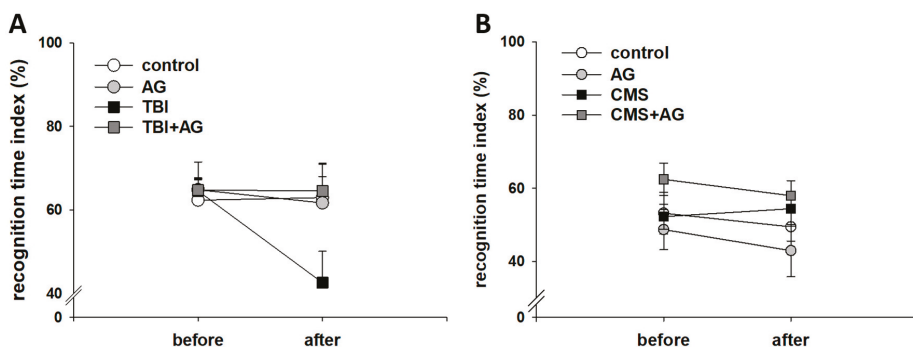 A
recognition time index (%)
100
80
60
40
0
control
AG
TBI
TBI+AG
before
after
B
recognition time index (%)
100
80
60
40
0
control
AG
CMS
CMS+AG
before
after